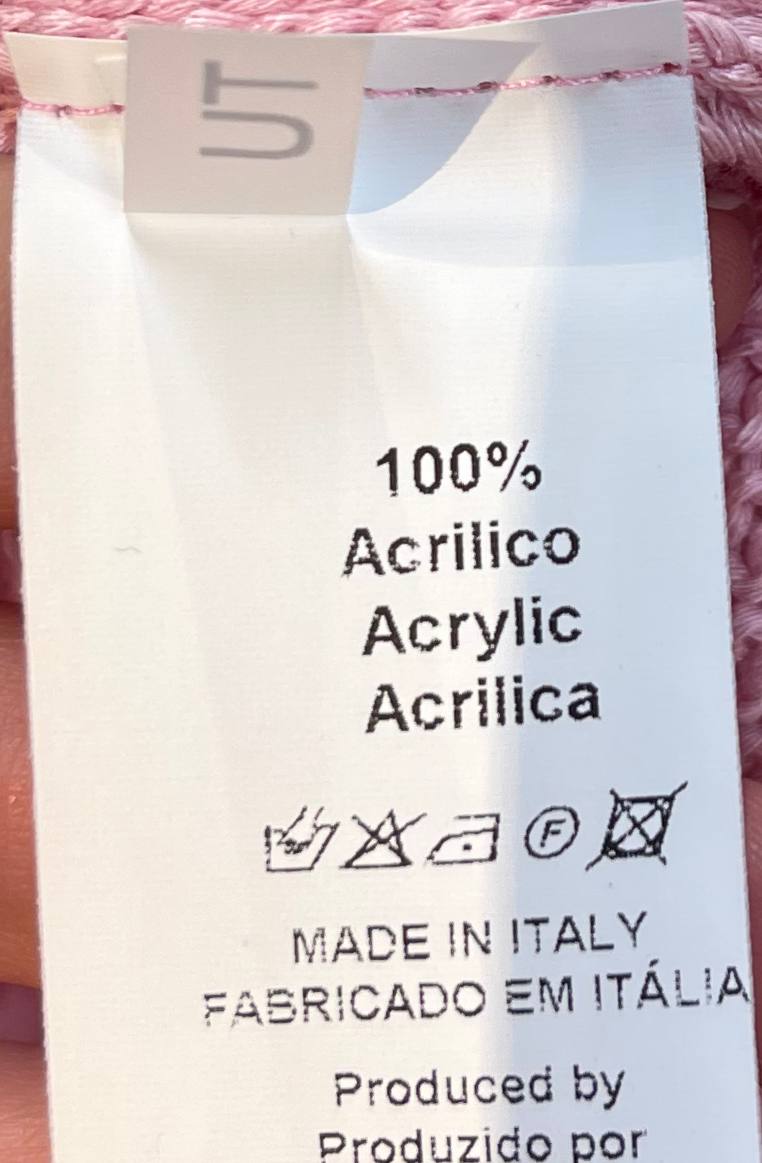 UT
100%
Acrilico
Acrylic
Acrilica
F
MADE IN ITALY
FABRICADO EM ITÁLIA
Produced by
Produzido por